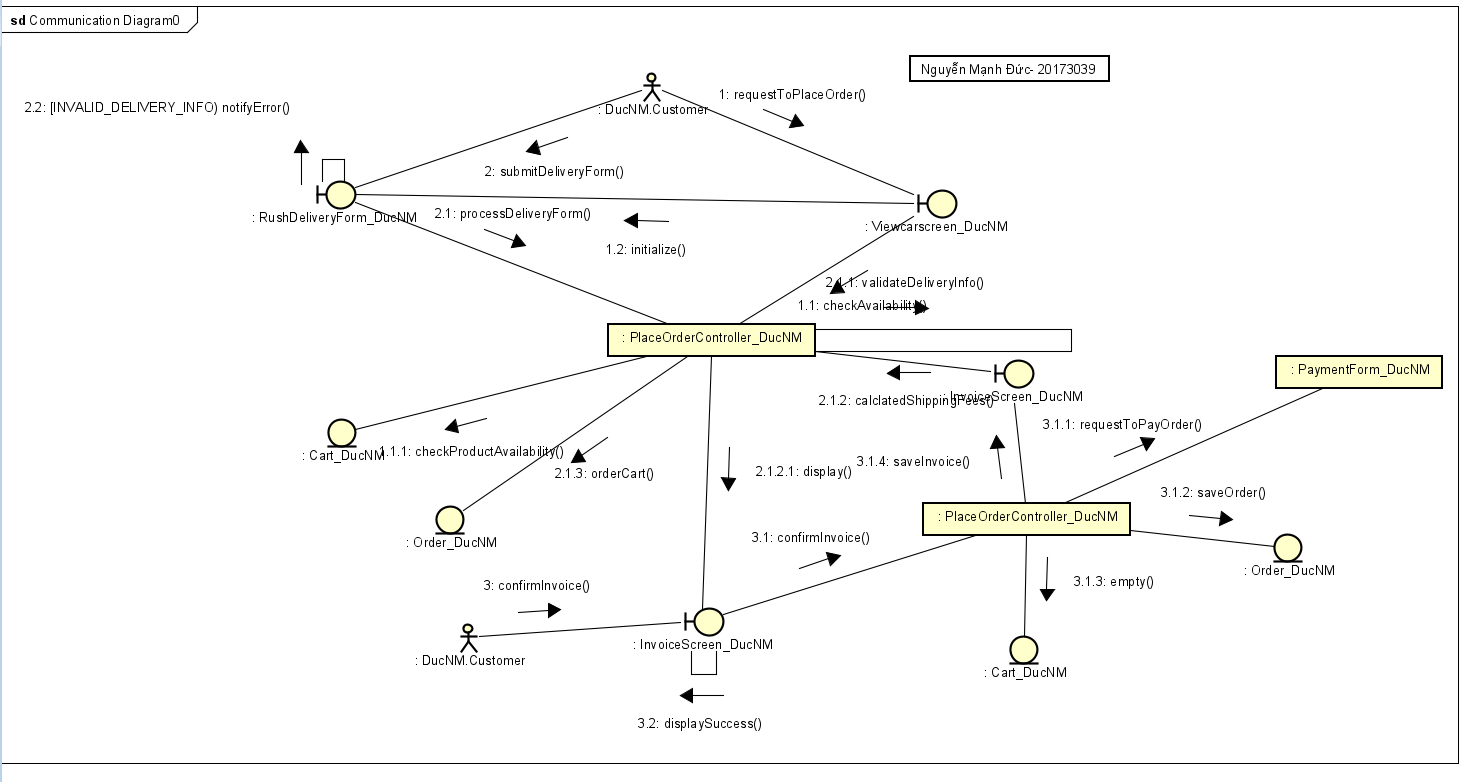 sd Communication Diagram0
Nguyễn Mạnh Đức- 20173039
2.2: [INVALID_DELIVERY_INFO) notifyError()
1: requestToPlaceOrder()
: DucNM.Customer
2: submitDeliveryForm()
: RushDeliveryForm_DucNM
2.1: processDeliveryForm()
: Viewcarscreen_DucNM
1.2: initialize()
2.1.1: validateDeliveryInfo()
1.1: checkAvailability()
: PlaceOrderController_DucNM
: PaymentForm_DucNM
: InvoiceScreen_DucNM
2.1.2: calclatedShippingFees()
3.1.1: requestToPayOrder()
: Cart_DucNM
1.1.1: checkProductAvailability()
2.1.3: orderCart()
2.1.2.1: display()
3.1.4: saveInvoice()
3.1.2: saveOrder()
: PlaceOrderController_DucNM
: Order_DucNM
3.1: confirmInvoice()
: Order_DucNM
3: confirmInvoice()
3.1.3: empty()
: InvoiceScreen_DucNM
: DucNM.Customer
: Cart_DucNM
3.2: displaySuccess()